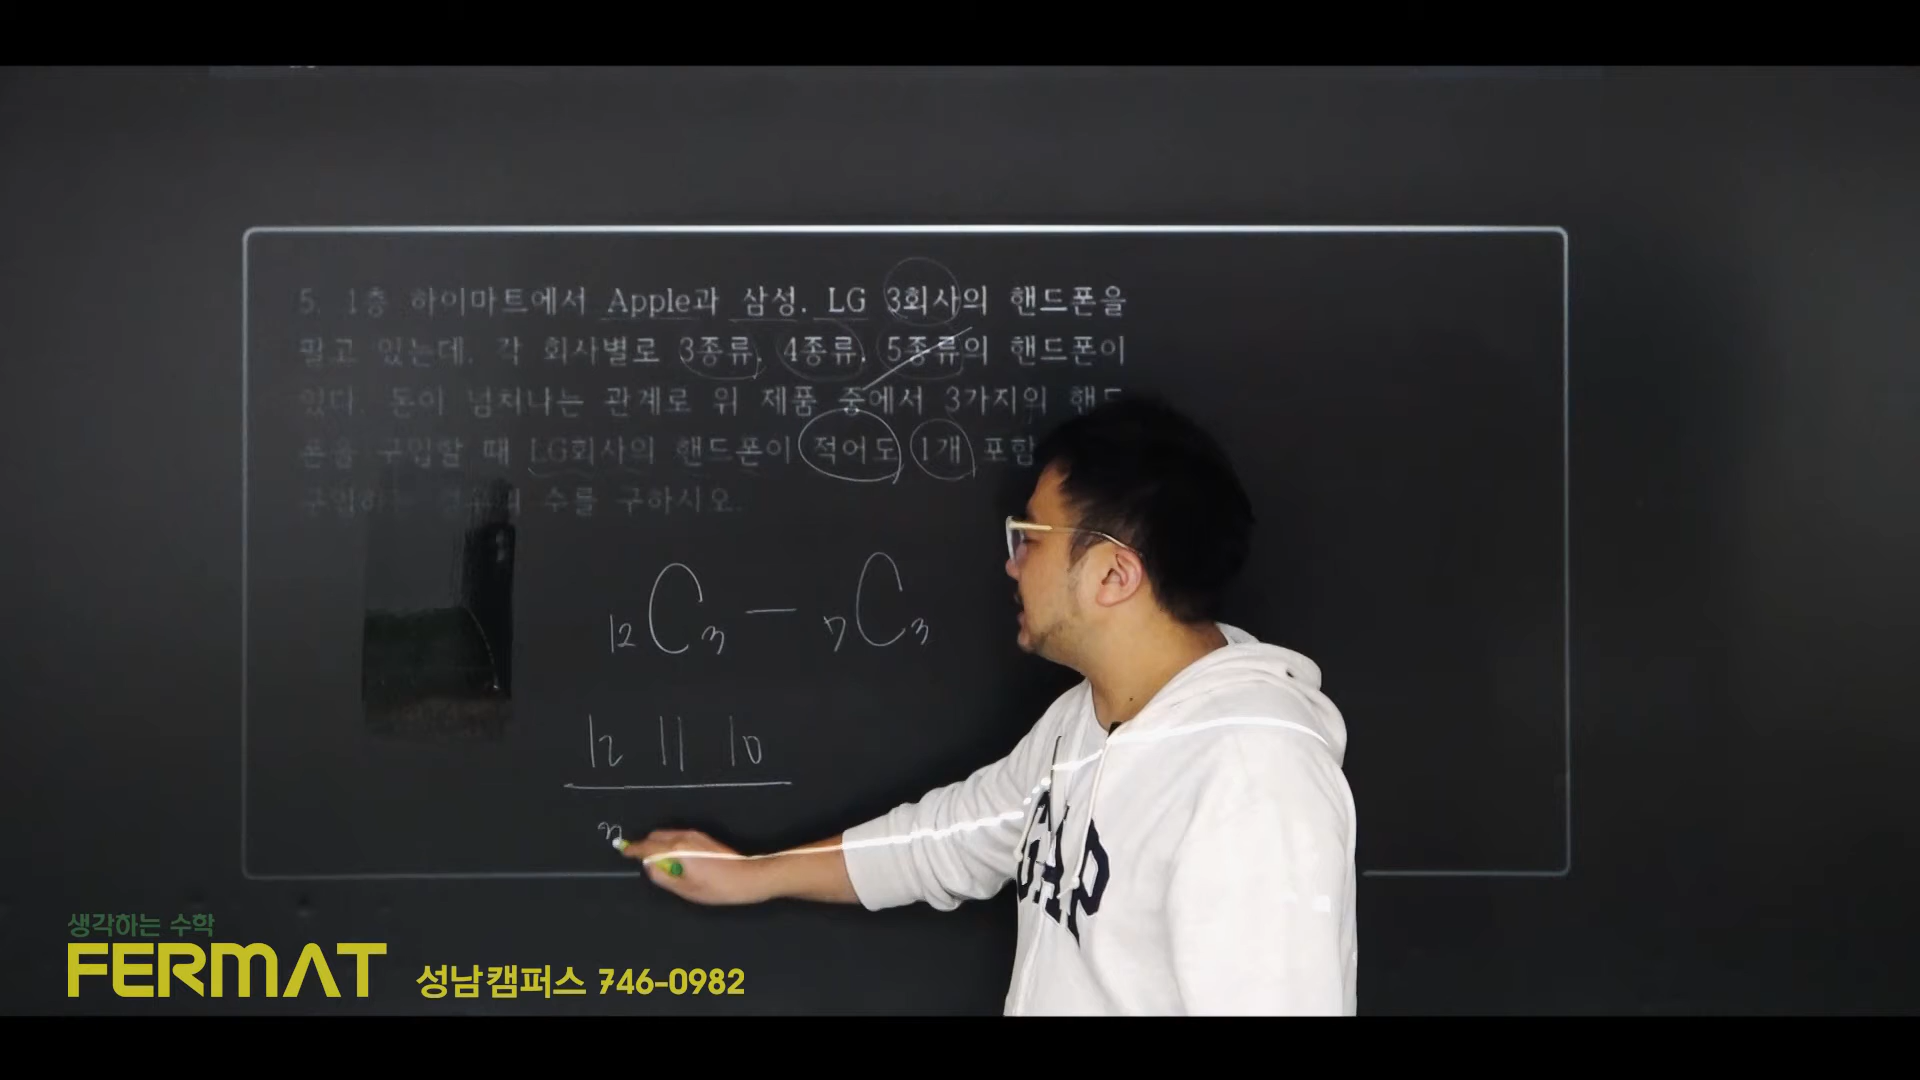 5. 1층 하이마트에서 Apple과 삼성. LG 3회사의 핸드폰을
팔고 있는데. 각 회사별로 3종류. 4종류. 5종류의 핸드폰이
있다. 돈이 넘쳐나는 관계로 위 제품 중에서 3가지의 핸드
폰을 구입할 때 LG회사의 핸드폰이 적어도 1개 포함
구입하는 경우의 수를 구하시오.
12C3 — 7C3
12 11 10
3
GAP
생각하는 수학
FERMAT 성남캠퍼스 746-0982